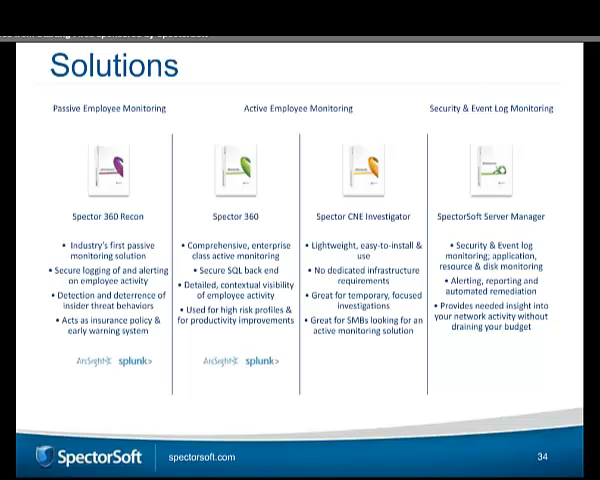 Solutions
Passive Employee Monitoring
Active Employee Monitoring
Security & Event Log Monitoring
Spector 360 Recon
• Industry's first passive
monitoring solution
• Secure logging of and alerting
on employee activity
• Detection and deterrence of
insider threat behaviors
• Acts as insurance policy &
early warning system
ArcSight splunk>
Spector 360
• Comprehensive, enterprise
class active monitoring
• Secure SQL back end
• Detailed, contextual visibility
of employee activity
• Used for high risk profiles &
for productivity improvements
ArcSight splunk>
Spector CNE Investigator
• Lightweight, easy-to-install &
use
• No dedicated infrastructure
requirements
• Great for temporary, focused
investigations
• Great for SMBs looking for an
active monitoring solution
SpectorSoft Server Manager
• Security & Event log
monitoring; application,
resource & disk monitoring
• Alerting, reporting and
automated remediation
• Provides needed insight into
your network activity without
draining your budget
SpectorSoft
spectorsoft.com
34